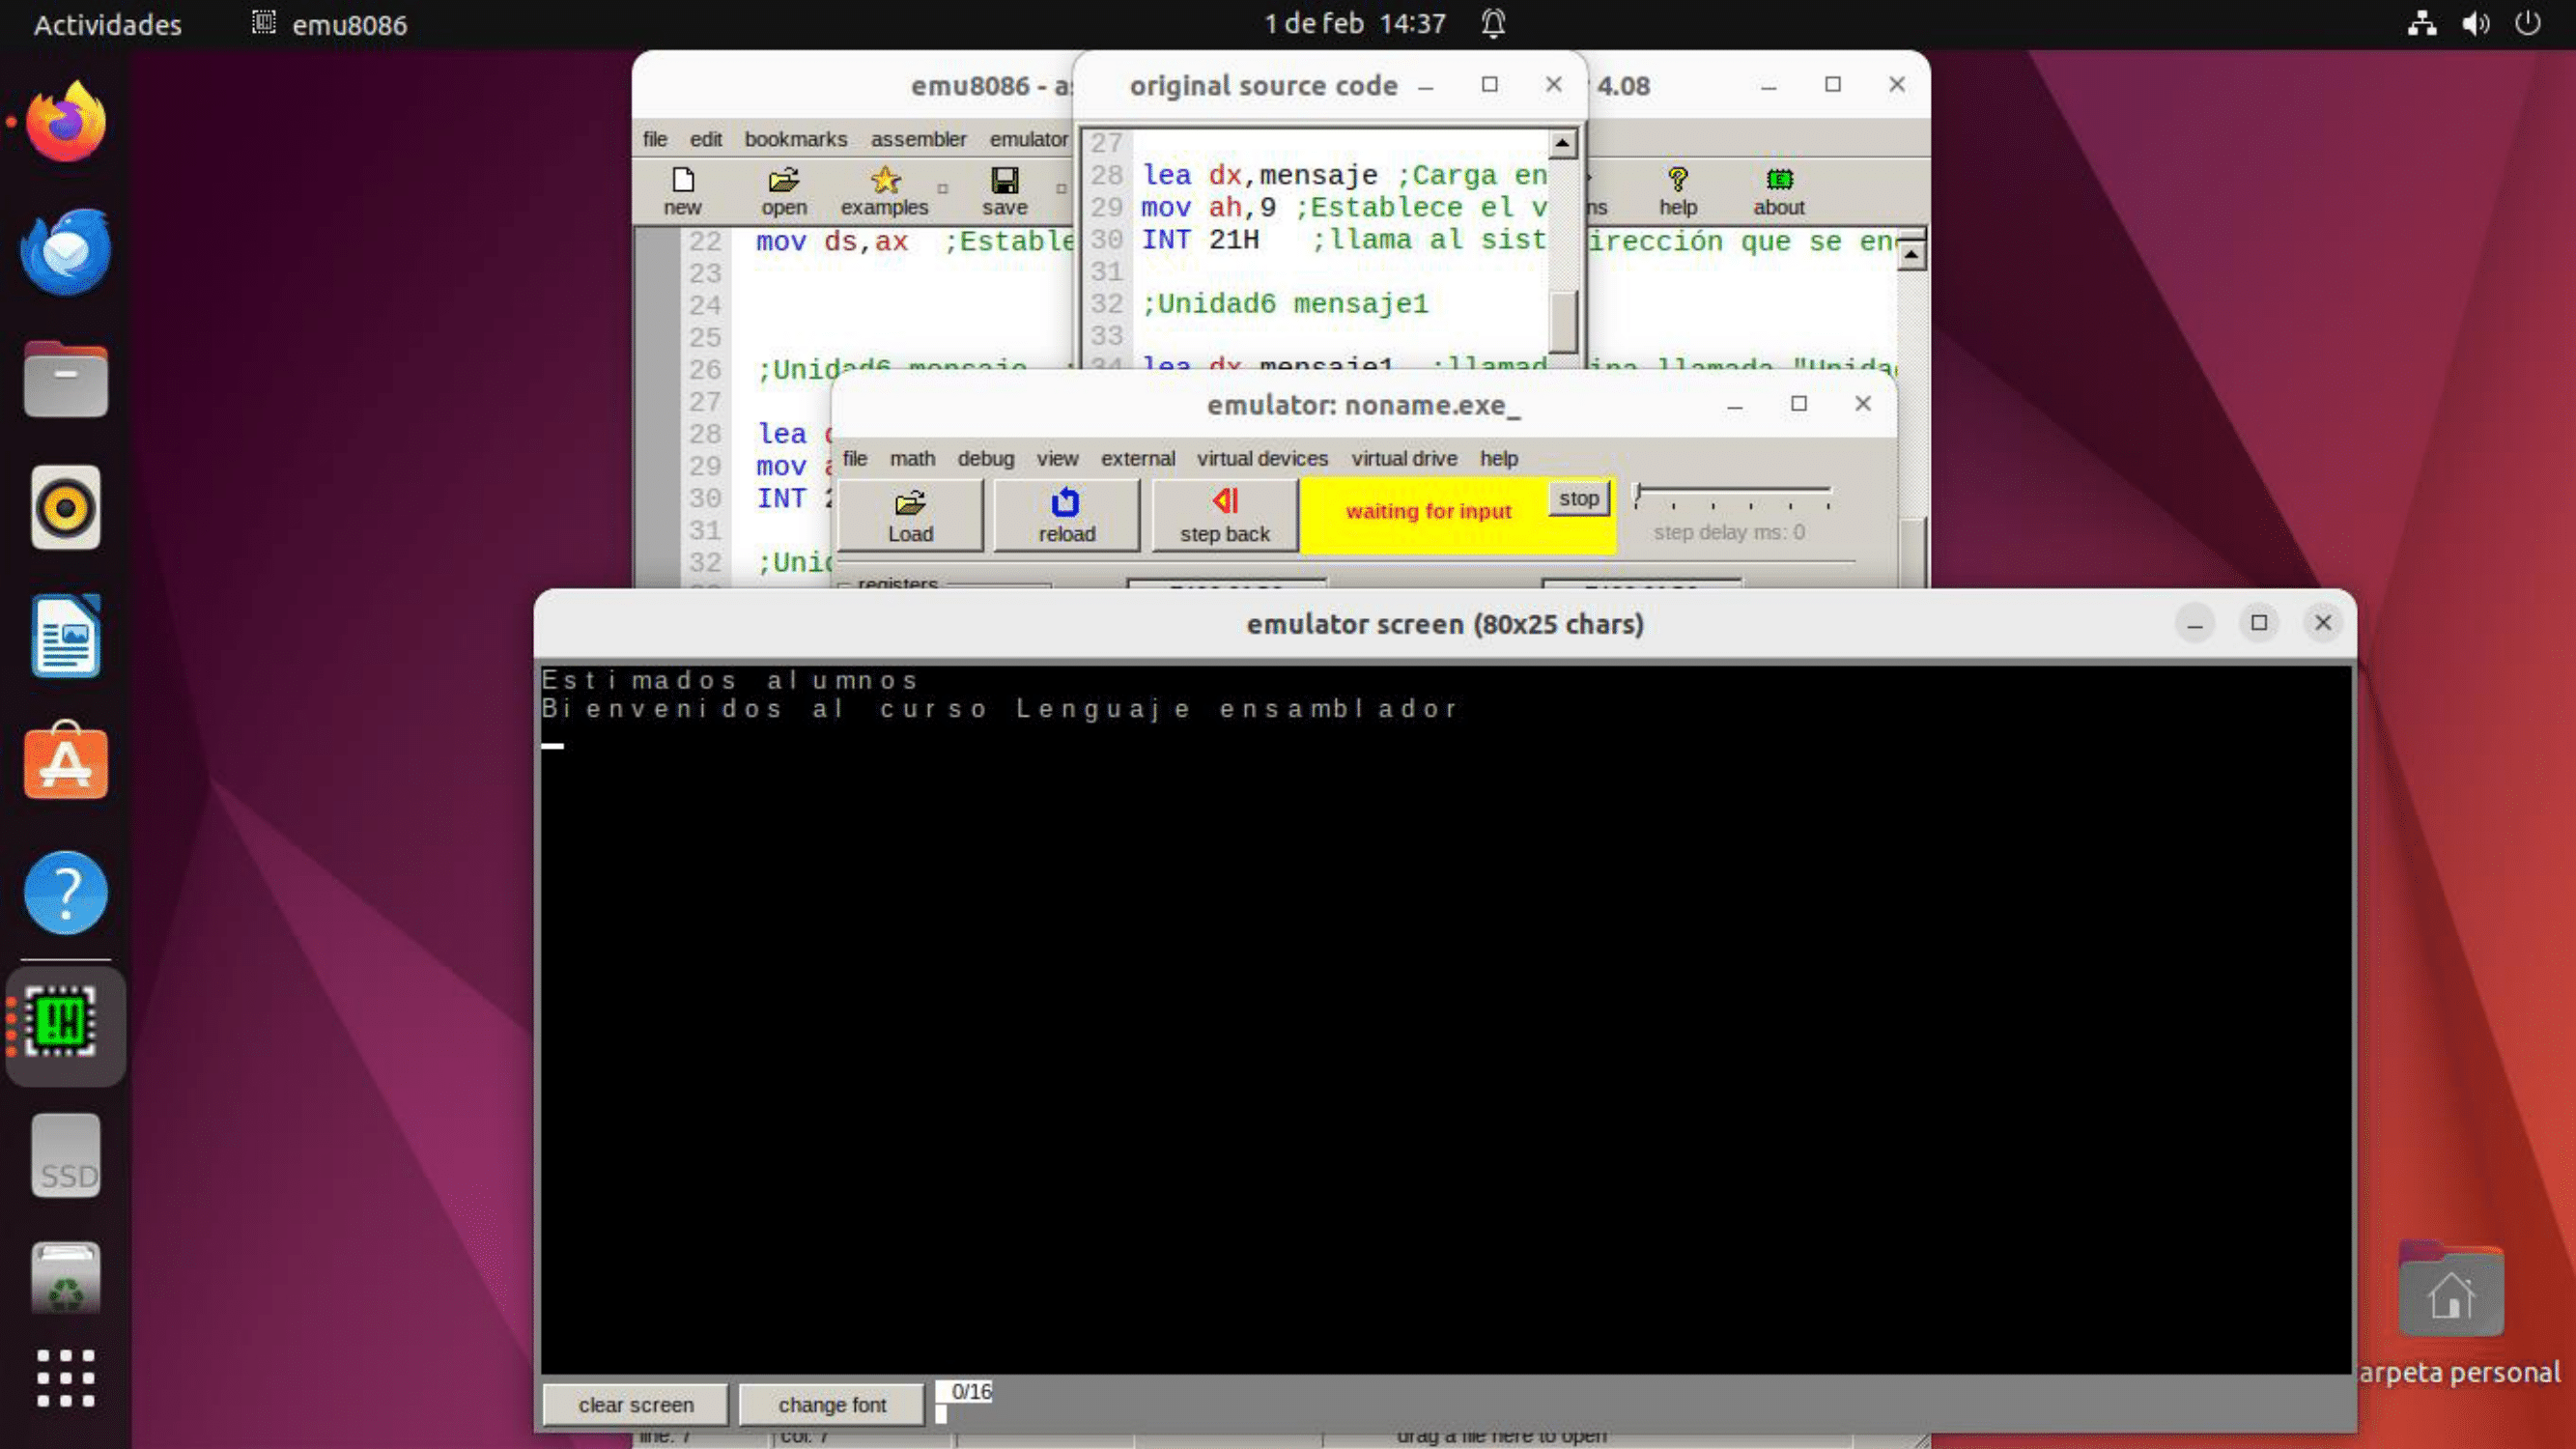 Actividades emu8086 1 de feb 14:37
emu8086 - as 4.08
original source code
file edit bookmarks assembler emulator
new open examples save help about
22 mov ds,ax ;Estable irección que se en
23
24
25
26 ;Unidad6 mensaje
27
28 lea
29 mov
30 INT
31
32 ;Unid
27
28 lea dx,mensaje ;Carga en
29 mov ah,9 ;Establece el v
30 INT 21H ;llama al sist
31
32 ;Unidad6 mensaje1
33
34 lea dx,mensaje1 ;llamad
emulator: noname.exe_
file math debug view external virtual devices virtual drive help
Load reload step back waiting for input stop
step delay ms: 0
registers
emulator screen (80x25 chars)
Estimados alumnos
Bienvenidos al curso Lenguaje ensamblador
clear screen change font 0/16
line: 7 col: 7 drag a file here to open
SSD
arpeta personal